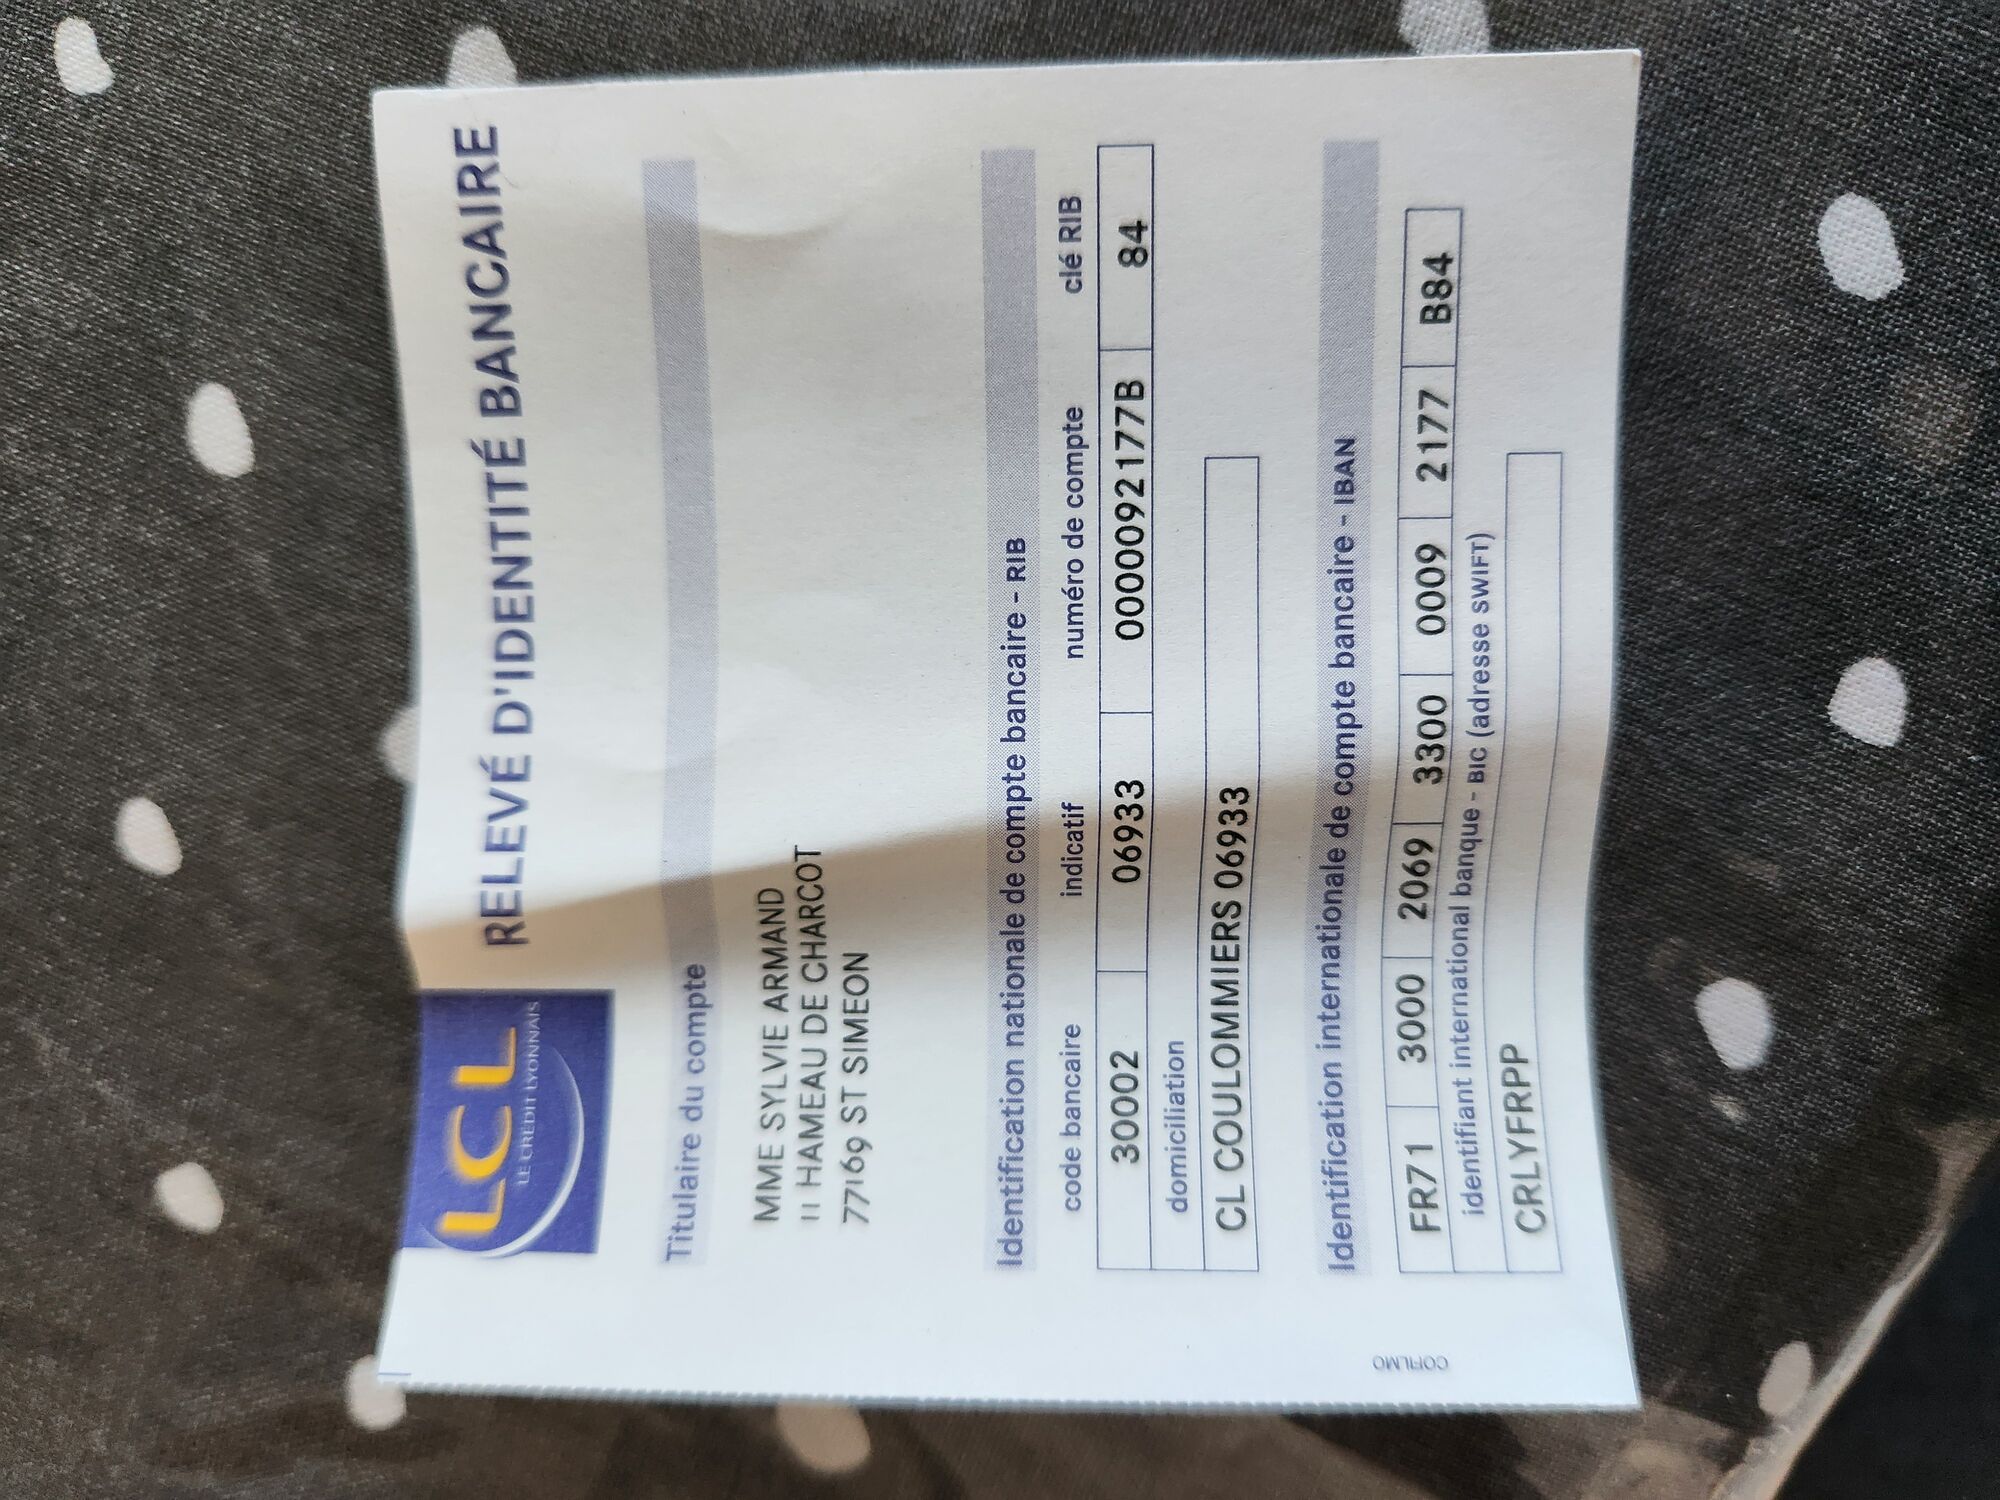 LCL
LE CREDIT LYONNAIS
RELEVÉ D'IDENTITÉ BANCAIRE
Titulaire du compte
MME SYLVIE ARMAND
11 HAMEAU DE CHARCOT
77169 ST SIMEON
Identification nationale de compte bancaire - RIB
code bancaire indicatif numéro de compte clé RIB
30002 06933 0000092177B 84
domiciliation
CL COULOMMIERS 06933
Identification internationale de compte bancaire - IBAN
FR71 3000 2069 3300 0009 2177 B84
identifiant international banque - BIC (adresse SWIFT)
CRLYFRPP
COFILMO